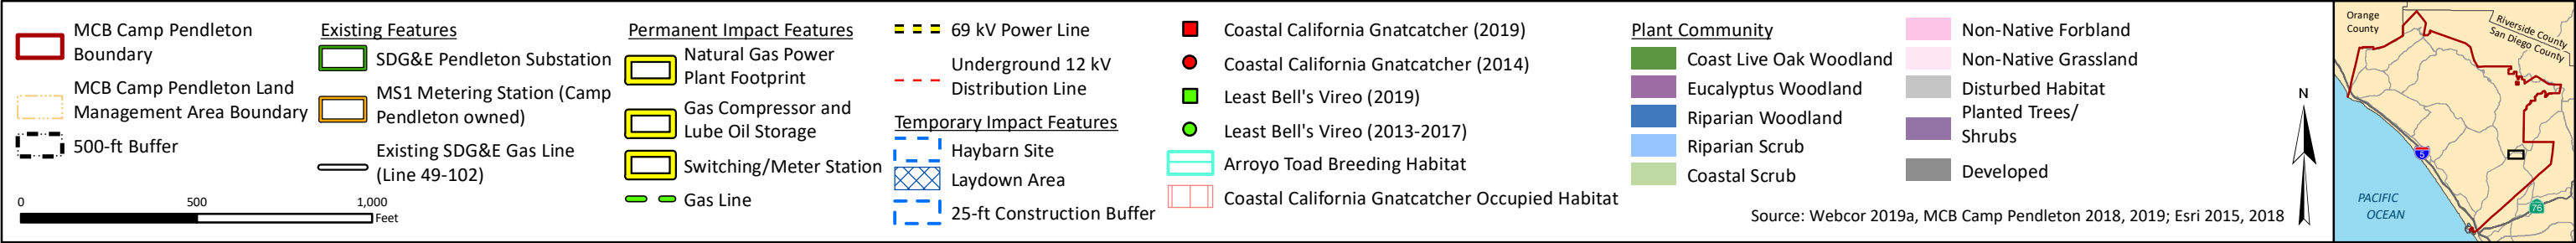 MCB Camp Pendleton
Boundary
MCB Camp Pendleton Land
Management Area Boundary
500-ft Buffer
0 500 1,000
Feet
Existing Features
SDG&E Pendleton Substation
MS1 Metering Station (Camp
Pendleton owned)
Existing SDG&E Gas Line
(Line 49-102)
Permanent Impact Features
Natural Gas Power
Plant Footprint
Gas Compressor and
Lube Oil Storage
Switching/Meter Station
Gas Line
69 kV Power Line
Underground 12 kV
Distribution Line
Temporary Impact Features
Haybarn Site
Laydown Area
25-ft Construction Buffer
Coastal California Gnatcatcher (2019)
Coastal California Gnatcatcher (2014)
Least Bell's Vireo (2019)
Least Bell's Vireo (2013-2017)
Arroyo Toad Breeding Habitat
Coastal California Gnatcatcher Occupied Habitat
Plant Community
Coast Live Oak Woodland
Eucalyptus Woodland
Riparian Woodland
Riparian Scrub
Coastal Scrub
Non-Native Forbland
Non-Native Grassland
Disturbed Habitat
Planted Trees/
Shrubs
Developed
Source: Webcor 2019a, MCB Camp Pendleton 2018, 2019; Esri 2015, 2018
N
Orange
County
Riverside County
San Diego County
5
PACIFIC
OCEAN
76